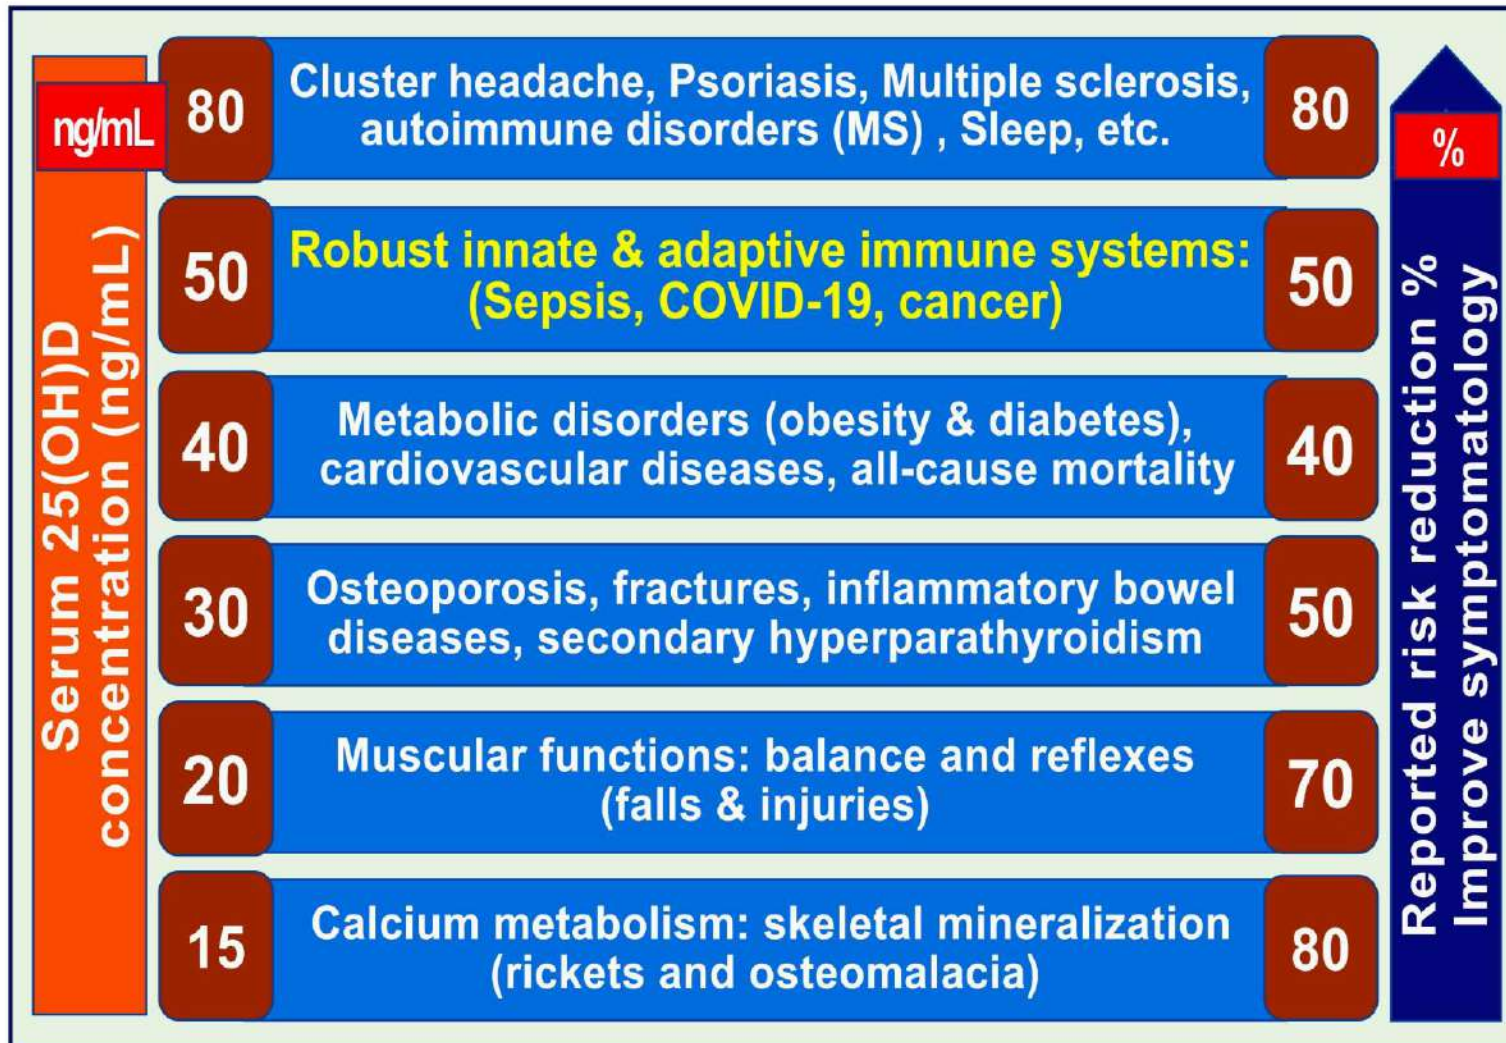 ng/mL
Serum 25(OH)D
concentration (ng/mL)
80
Cluster headache, Psoriasis, Multiple sclerosis,
autoimmune disorders (MS) , Sleep, etc.
80
50
Robust innate & adaptive immune systems:
(Sepsis, COVID-19, cancer)
50
40
Metabolic disorders (obesity & diabetes),
cardiovascular diseases, all-cause mortality
40
30
Osteoporosis, fractures, inflammatory bowel
diseases, secondary hyperparathyroidism
50
20
Muscular functions: balance and reflexes
(falls & injuries)
70
15
Calcium metabolism: skeletal mineralization
(rickets and osteomalacia)
80
%
Reported risk reduction %
Improve symptomatology